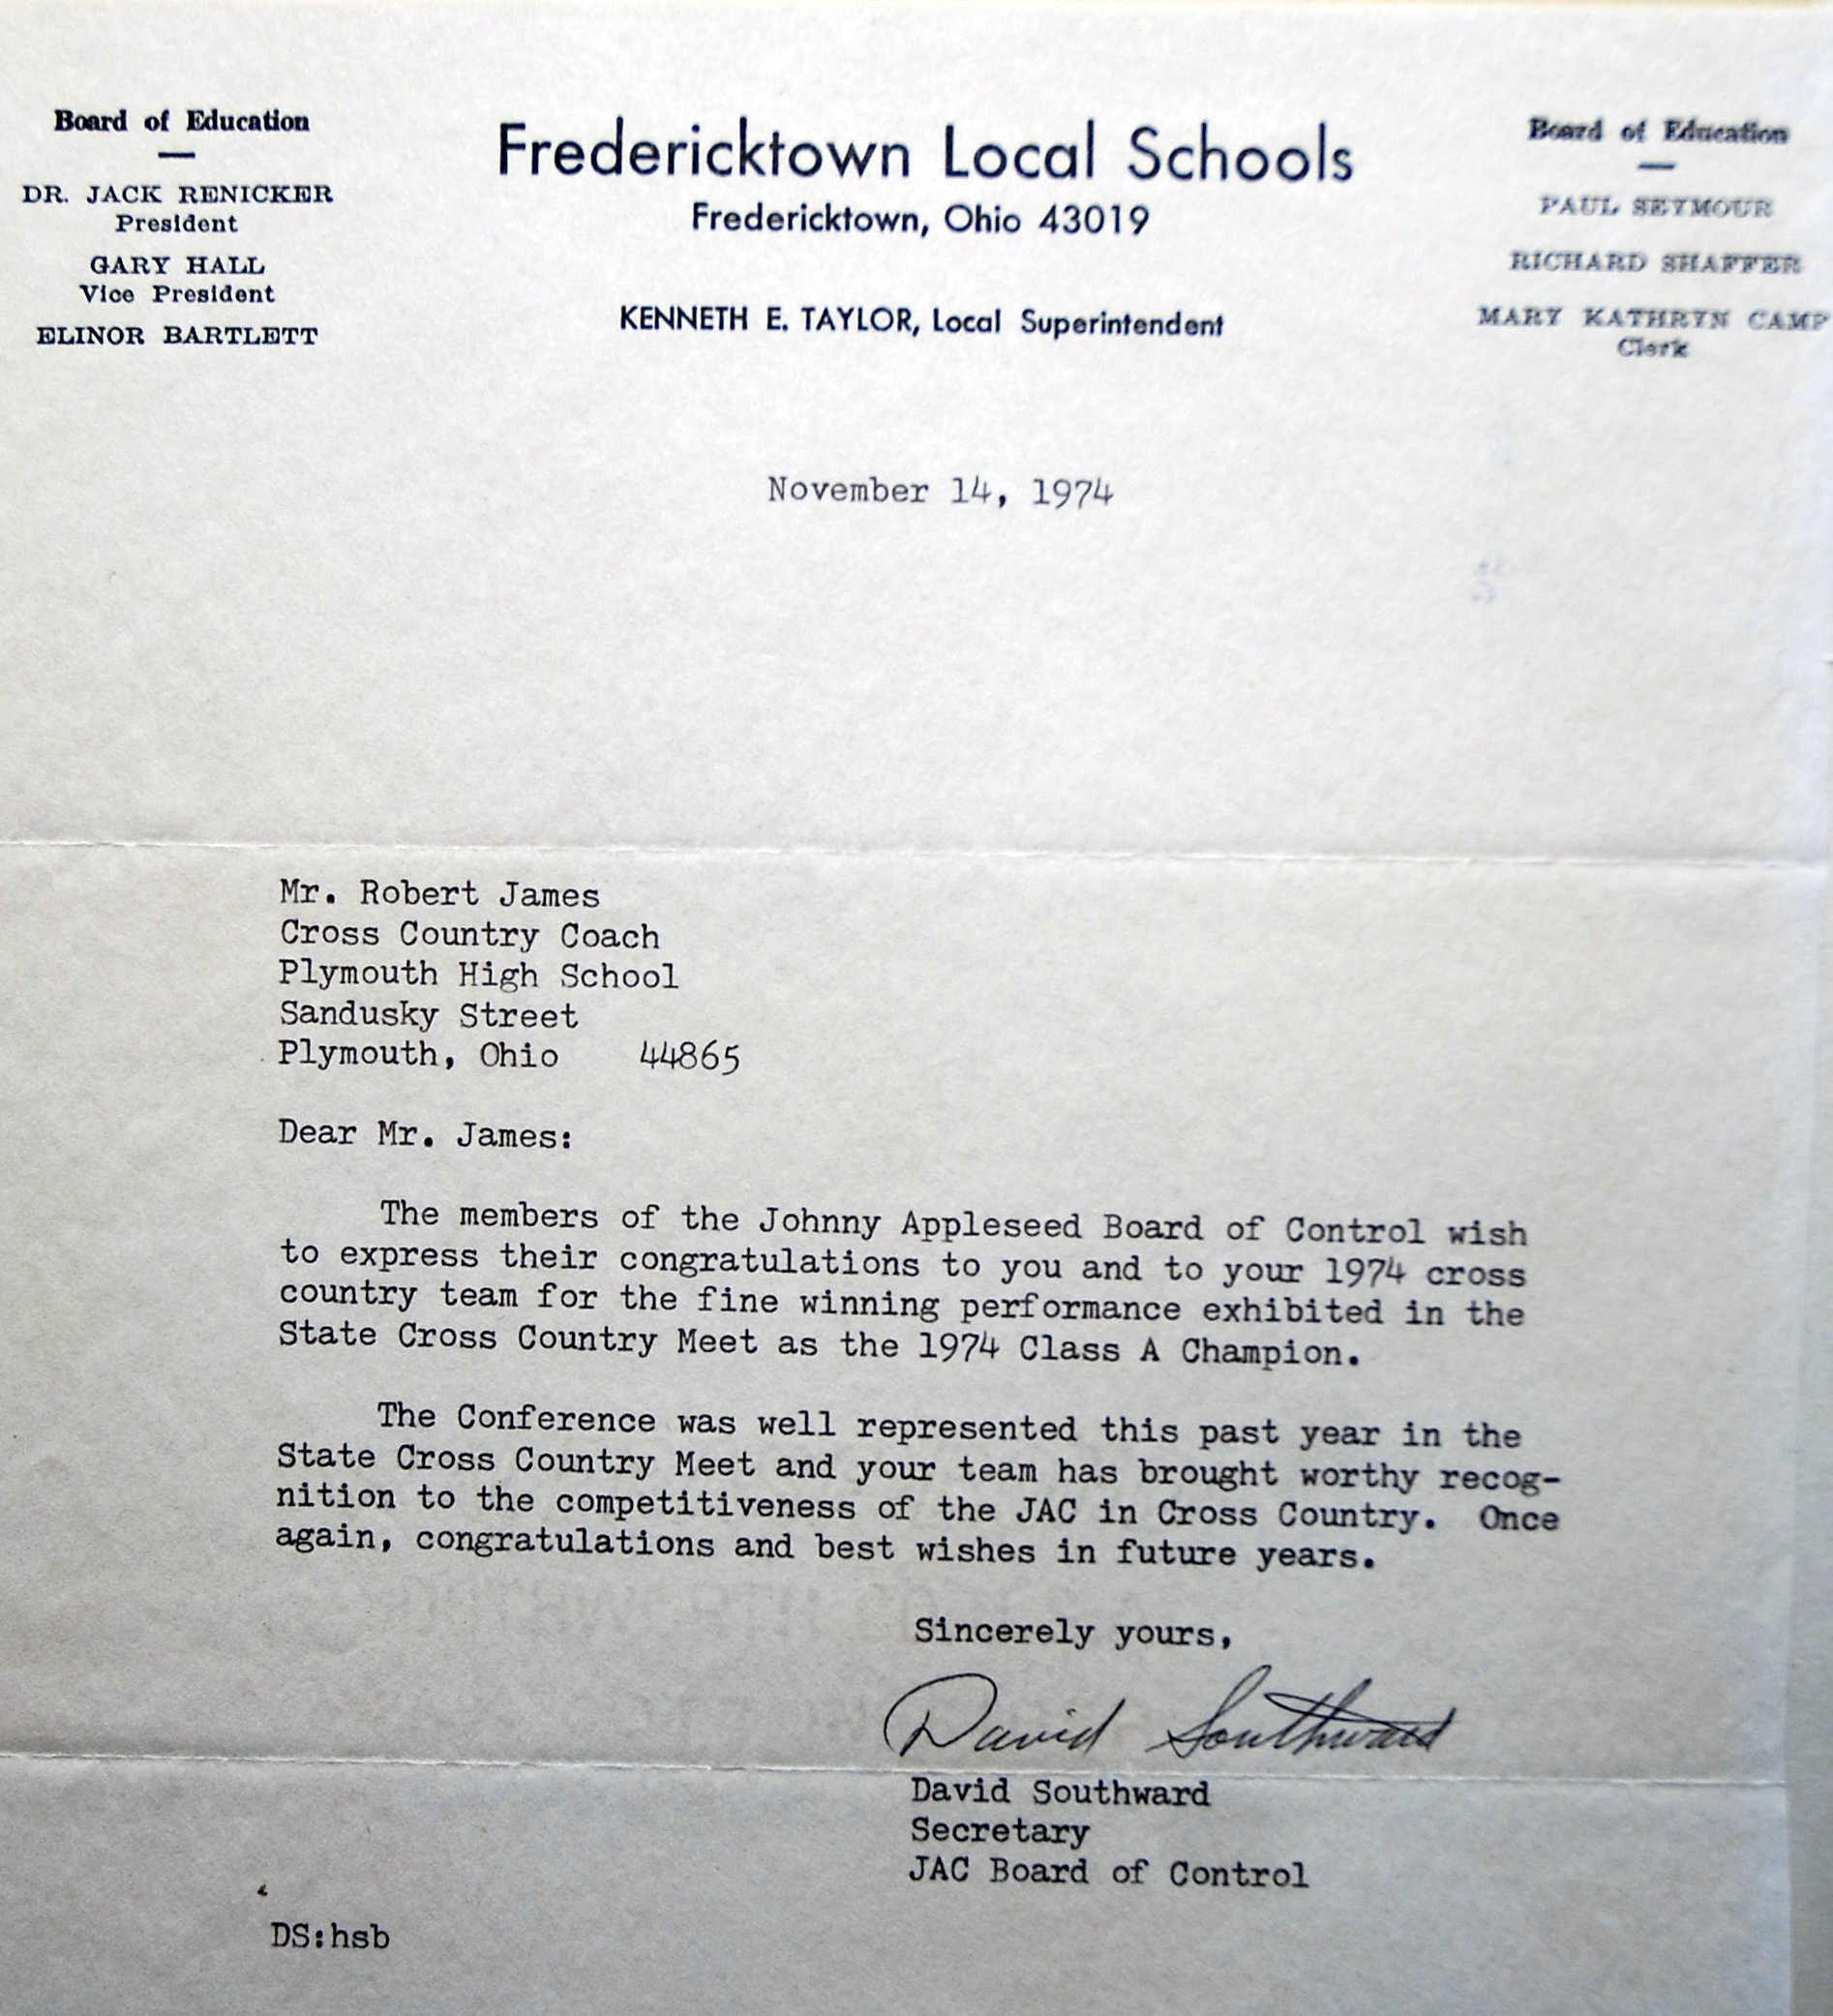 Board of Education
DR. JACK RENICKER
President
GARY HALL
Vice President
ELINOR BARTLETT
Fredericktown Local Schools
Fredericktown, Ohio 43019
KENNETH E. TAYLOR, Local Superintendent
Board of Education
PAUL SEYMOUR
RICHARD SHAFFER
MARY KATHRYN CAMP
Clerk
November 14, 1974
Mr. Robert James
Cross Country Coach
Plymouth High School
Sandusky Street
Plymouth, Ohio 44865
Dear Mr. James:
The members of the Johnny Appleseed Board of Control wish
to express their congratulations to you and to your 1974 cross
country team for the fine winning performance exhibited in the
State Cross Country Meet as the 1974 Class A Champion.
The Conference was well represented this past year in the
State Cross Country Meet and your team has brought worthy recog-
nition to the competitiveness of the JAC in Cross Country. Once
again, congratulations and best wishes in future years.
Sincerely yours,
David Southward
David Southward
Secretary
JAC Board of Control
DS:hsb